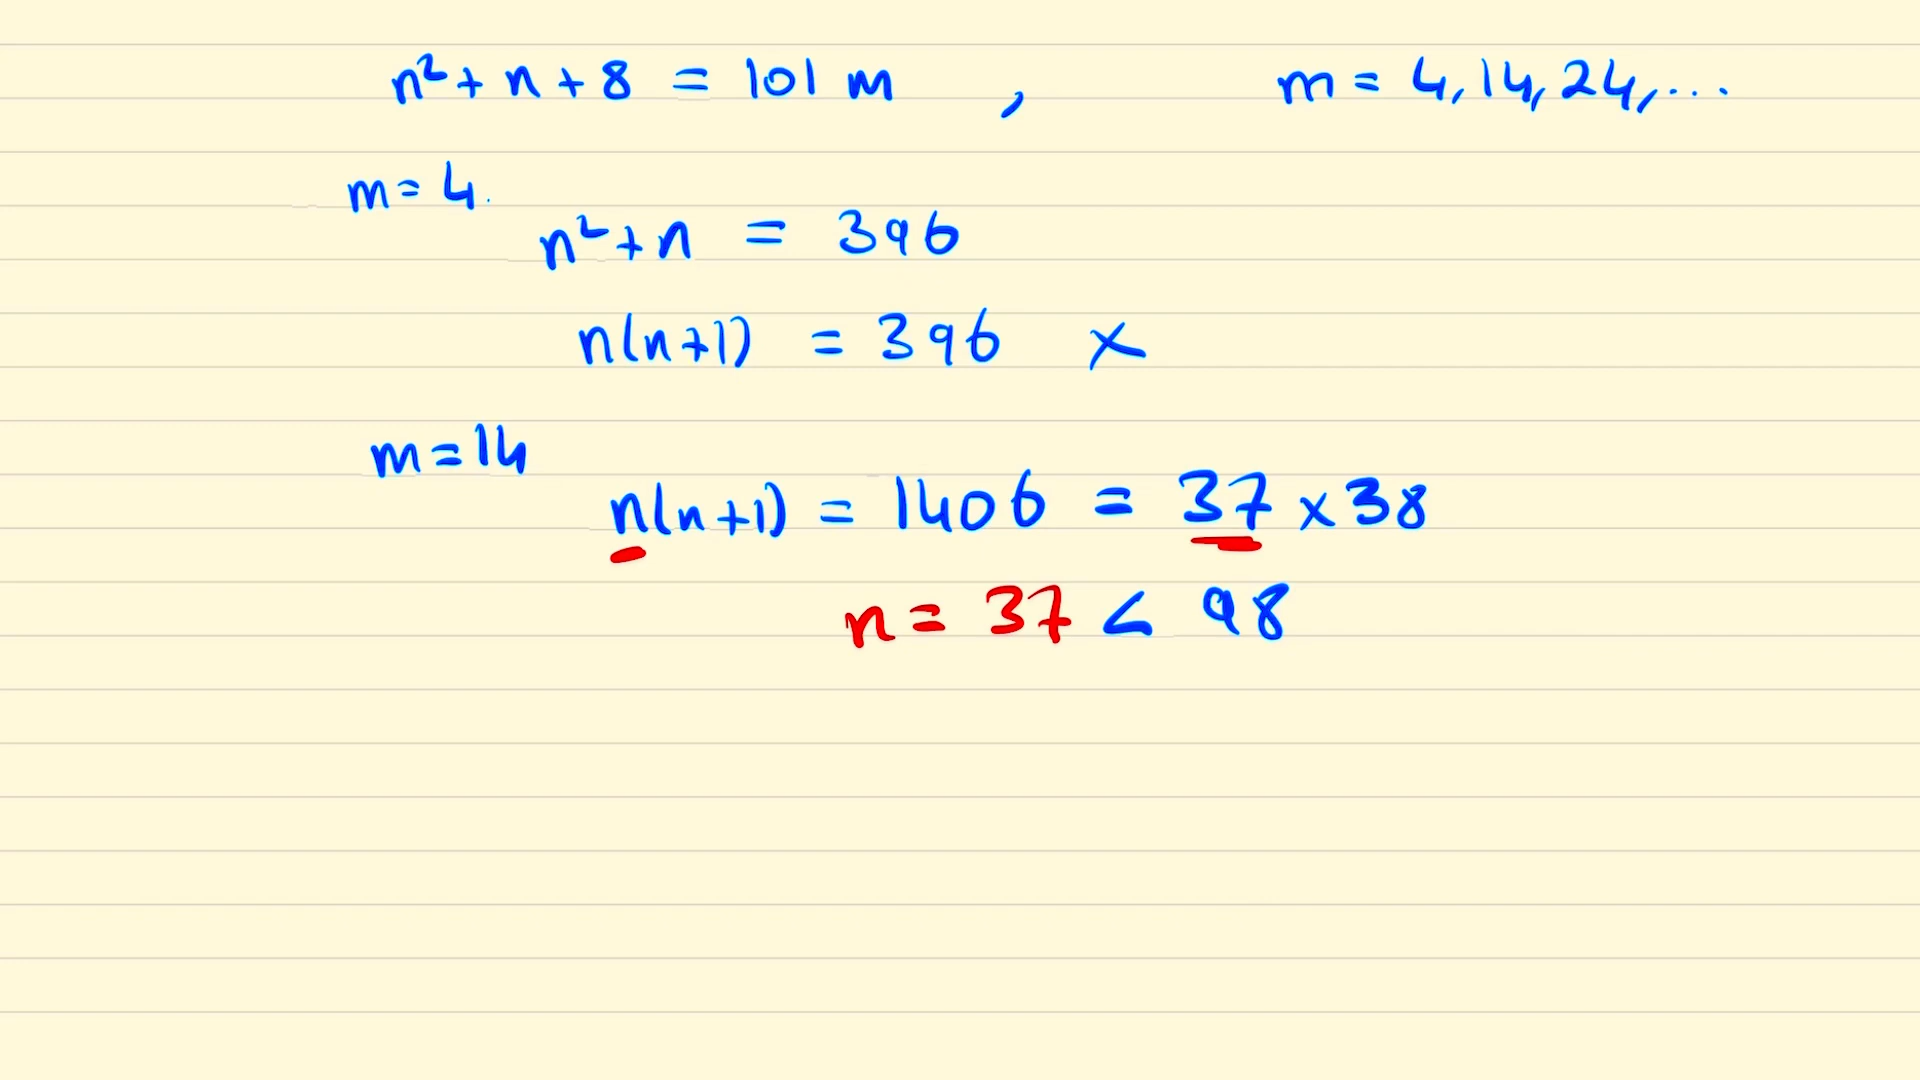 n² + n + 8 = 101 m , m = 4, 14, 24, ...
m = 4.
n² + n = 396
n(n+1) = 396 ×
m = 14
n(n+1) = 1406 = 37 × 38
n = 37 < 98